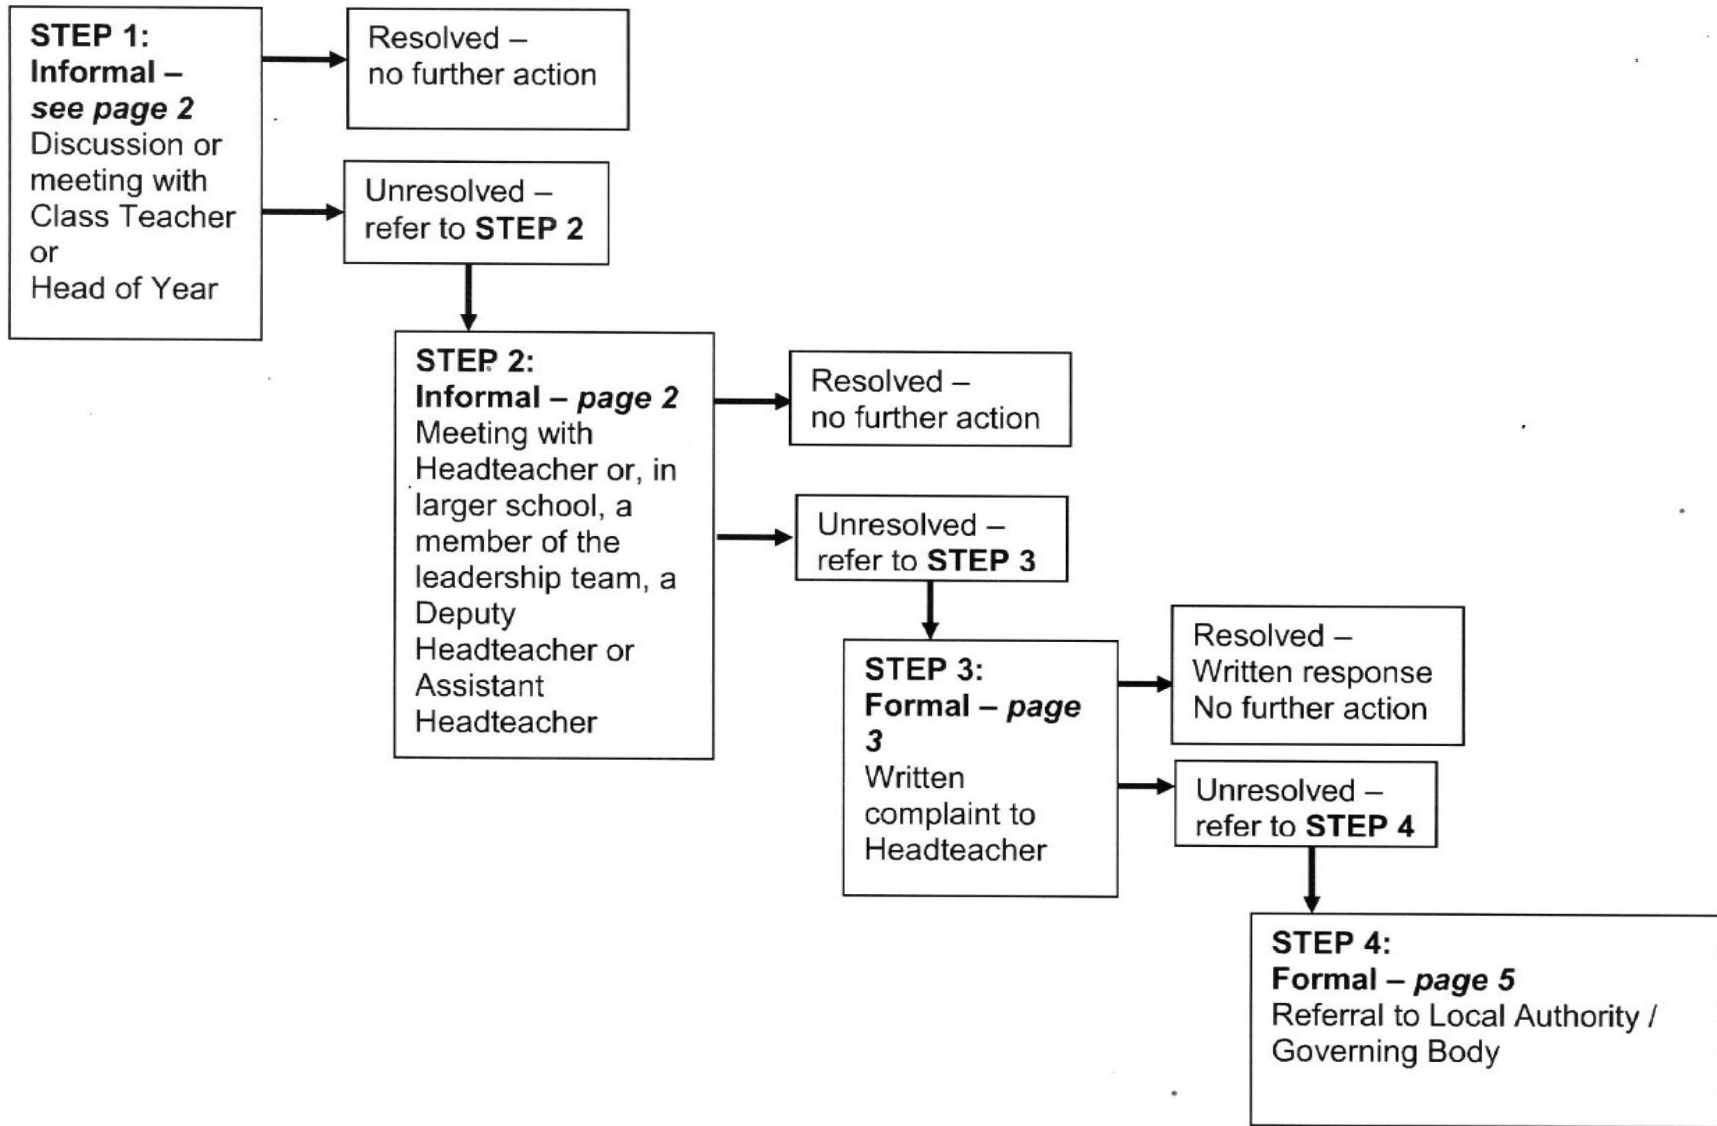 STEP 1:
Informal –
see page 2
Discussion or
meeting with
Class Teacher
or
Head of Year
Resolved –
no further action
Unresolved –
refer to STEP 2
STEP 2:
Informal – page 2
Meeting with
Headteacher or, in
larger school, a
member of the
leadership team, a
Deputy
Headteacher or
Assistant
Headteacher
Resolved –
no further action
Unresolved –
refer to STEP 3
STEP 3:
Formal – page
3
Written
complaint to
Headteacher
Resolved –
Written response
No further action
Unresolved –
refer to STEP 4
STEP 4:
Formal – page 5
Referral to Local Authority /
Governing Body